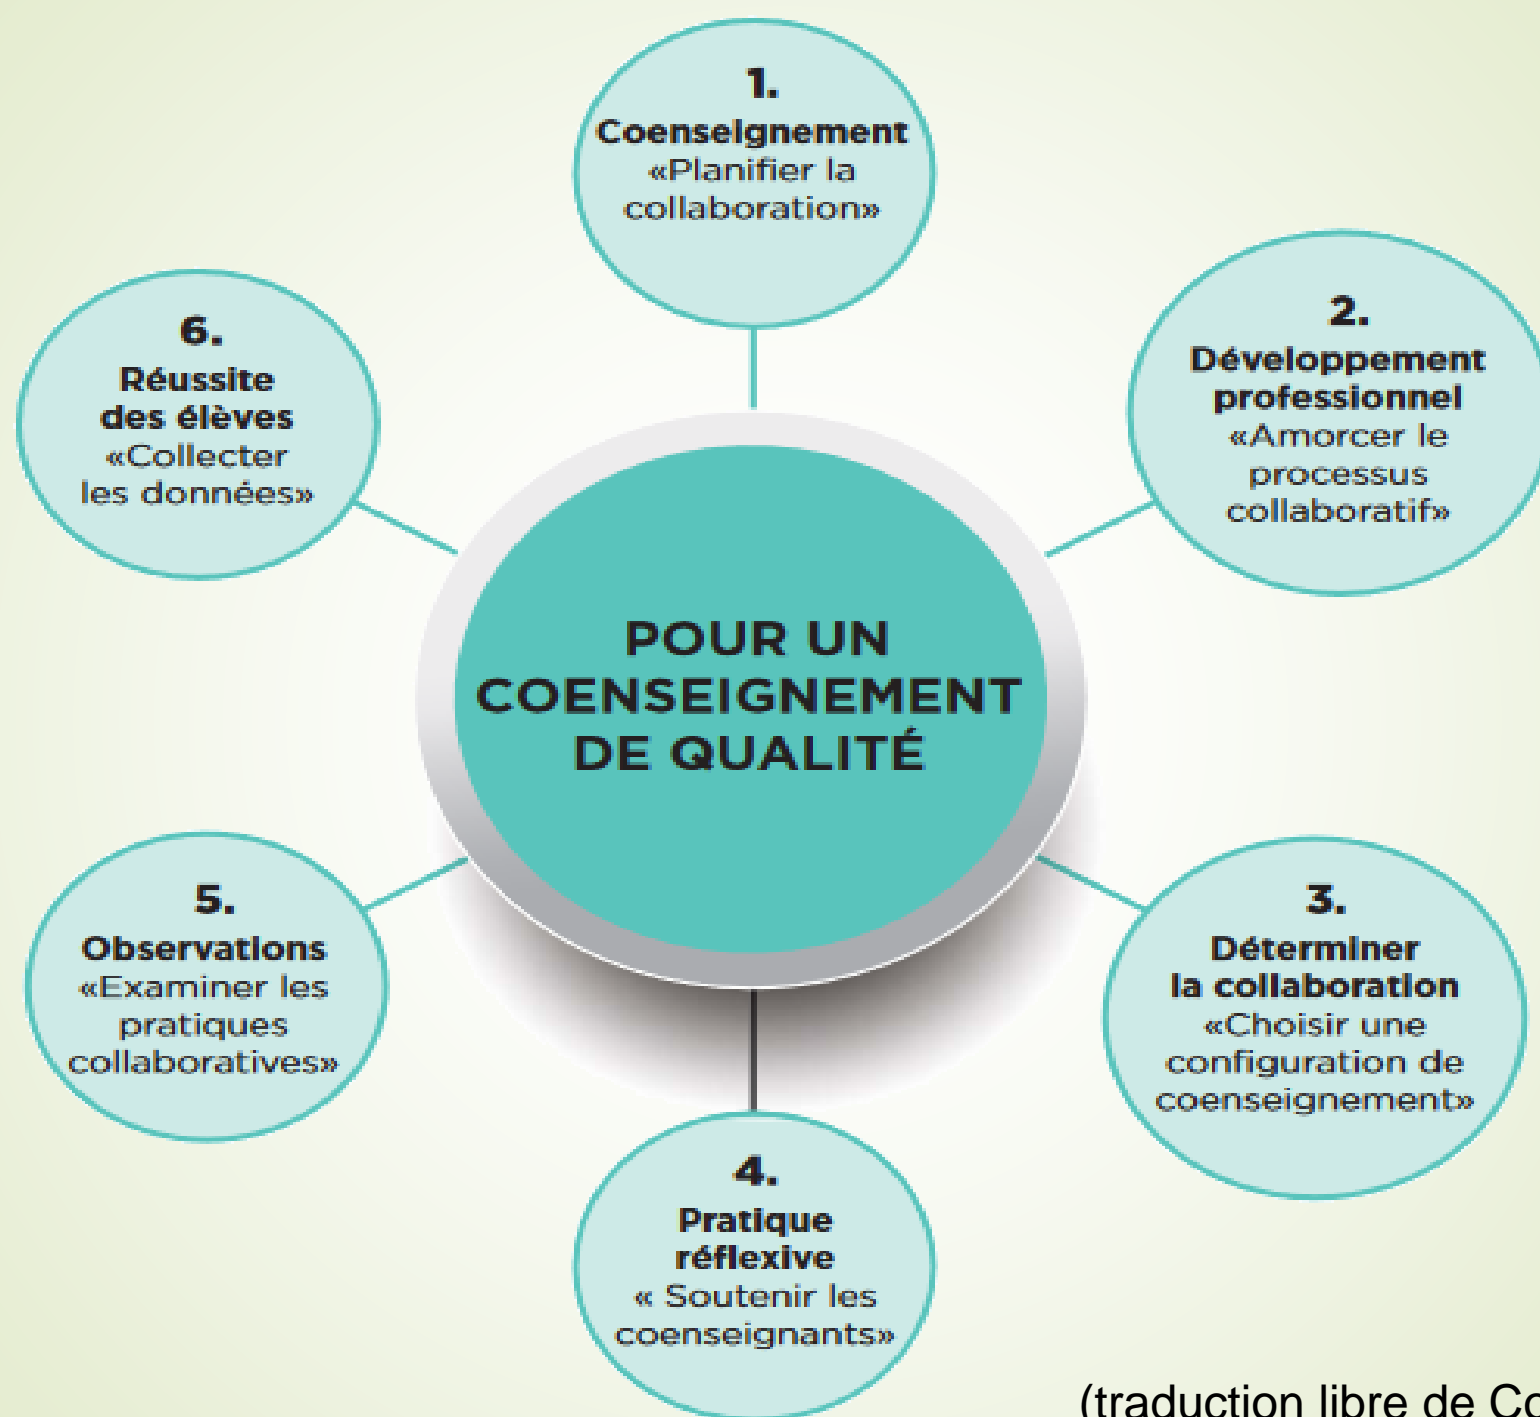 1.
Coenseignement
«Planifier la
collaboration»
2.
Développement
professionnel
«Amorcer le
processus
collaboratif»
3.
Déterminer
la collaboration
«Choisir une
configuration de
coenseignement»
4.
Pratique
réflexive
« Soutenir les
coenseignants»
5.
Observations
«Examiner les
pratiques
collaboratives»
6.
Réussite
des élèves
«Collecter
les données»
POUR UN
COENSEIGNEMENT
DE QUALITÉ
(traduction libre de